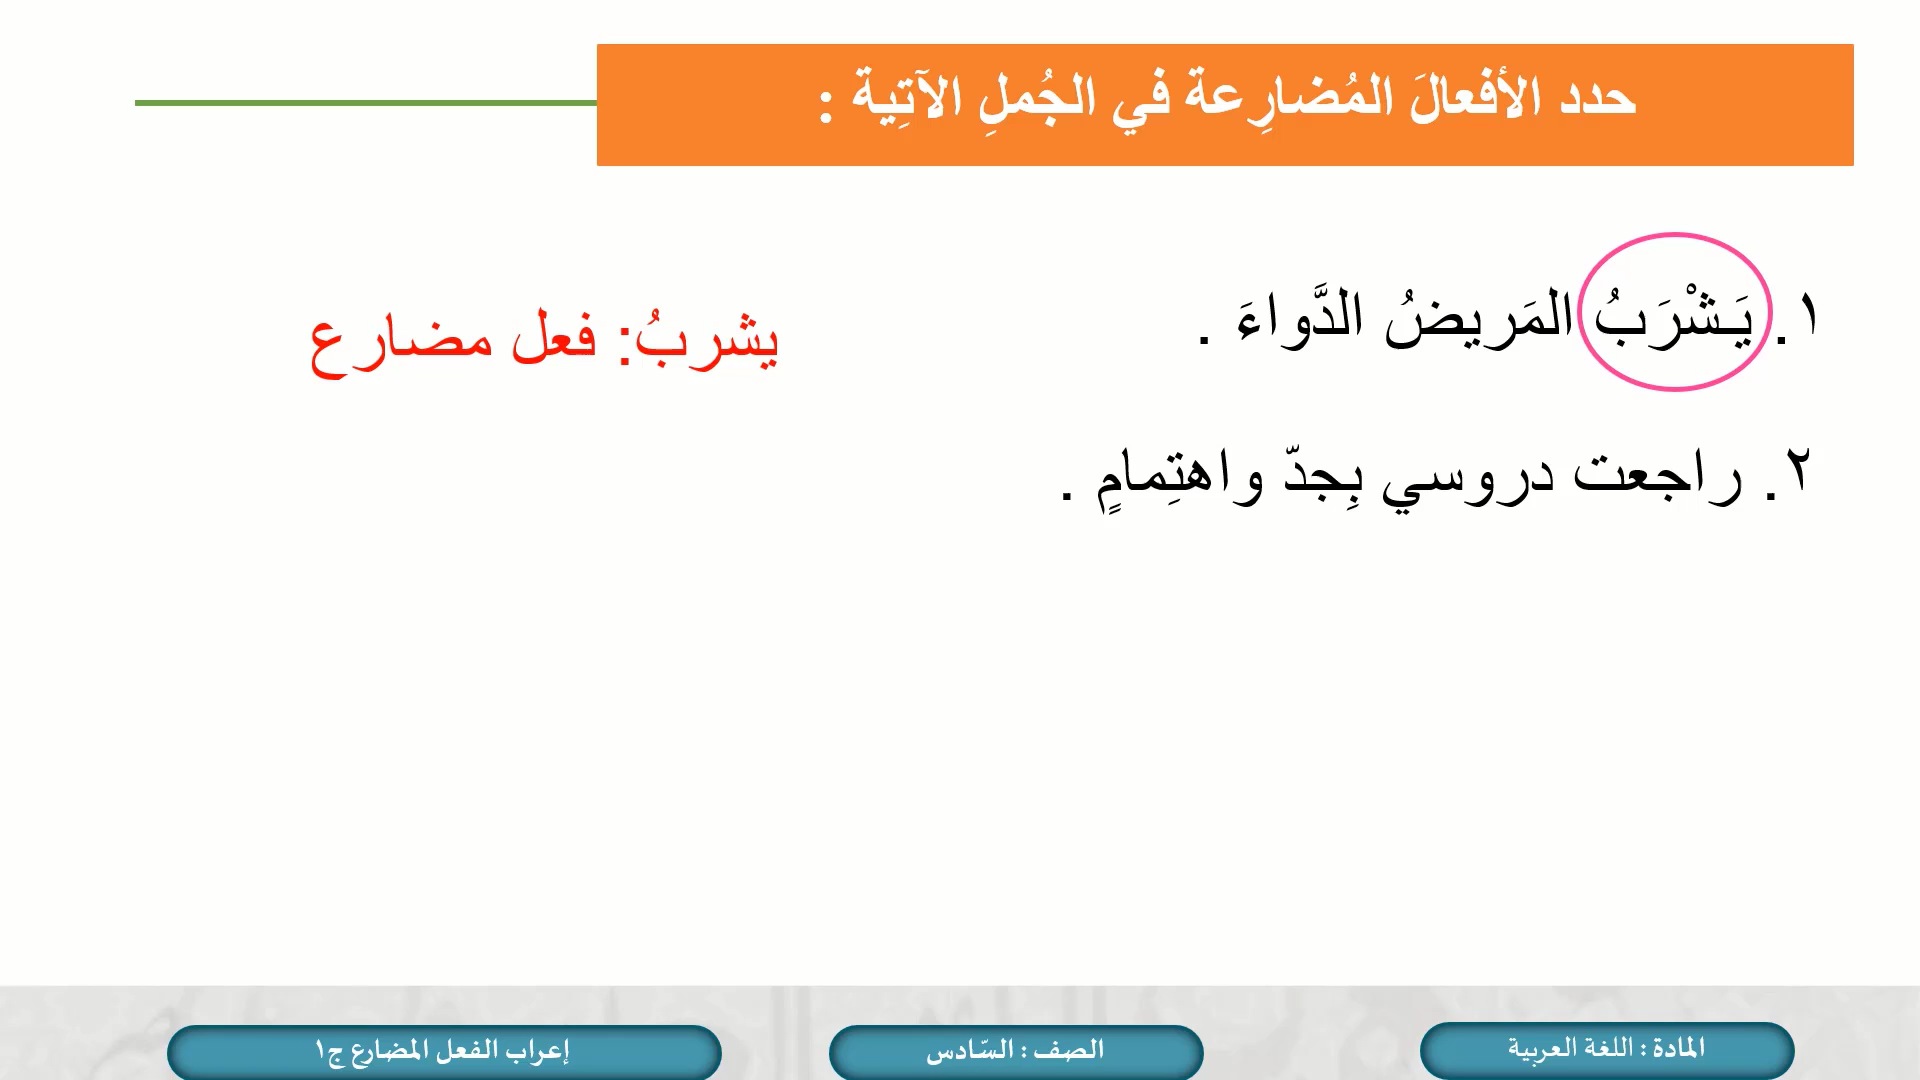 حدد الأفعالَ المُضارِعة في الجُملِ الآتِية :
١. يَـشْرَبُ المَريضُ الدَّواءَ .
يشربُ: فعل مضارع
٢. راجعت دروسي بِجدّ واهتِمامٍ .
المادة : اللغة العربية
الصف : السّادس
إعراب الفعل المضارع ج١